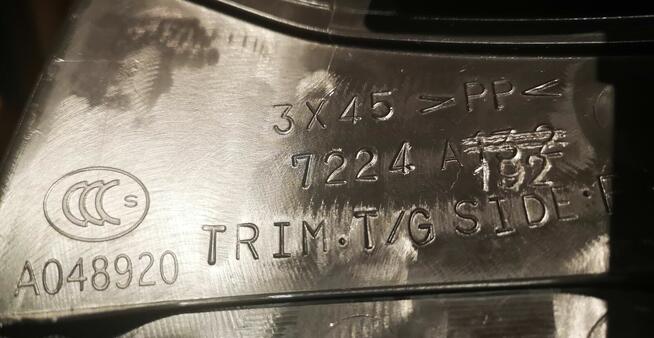 3X45 >PP<
7224 A
192
CCC S
TRIM.T/G SIDE.
A048920